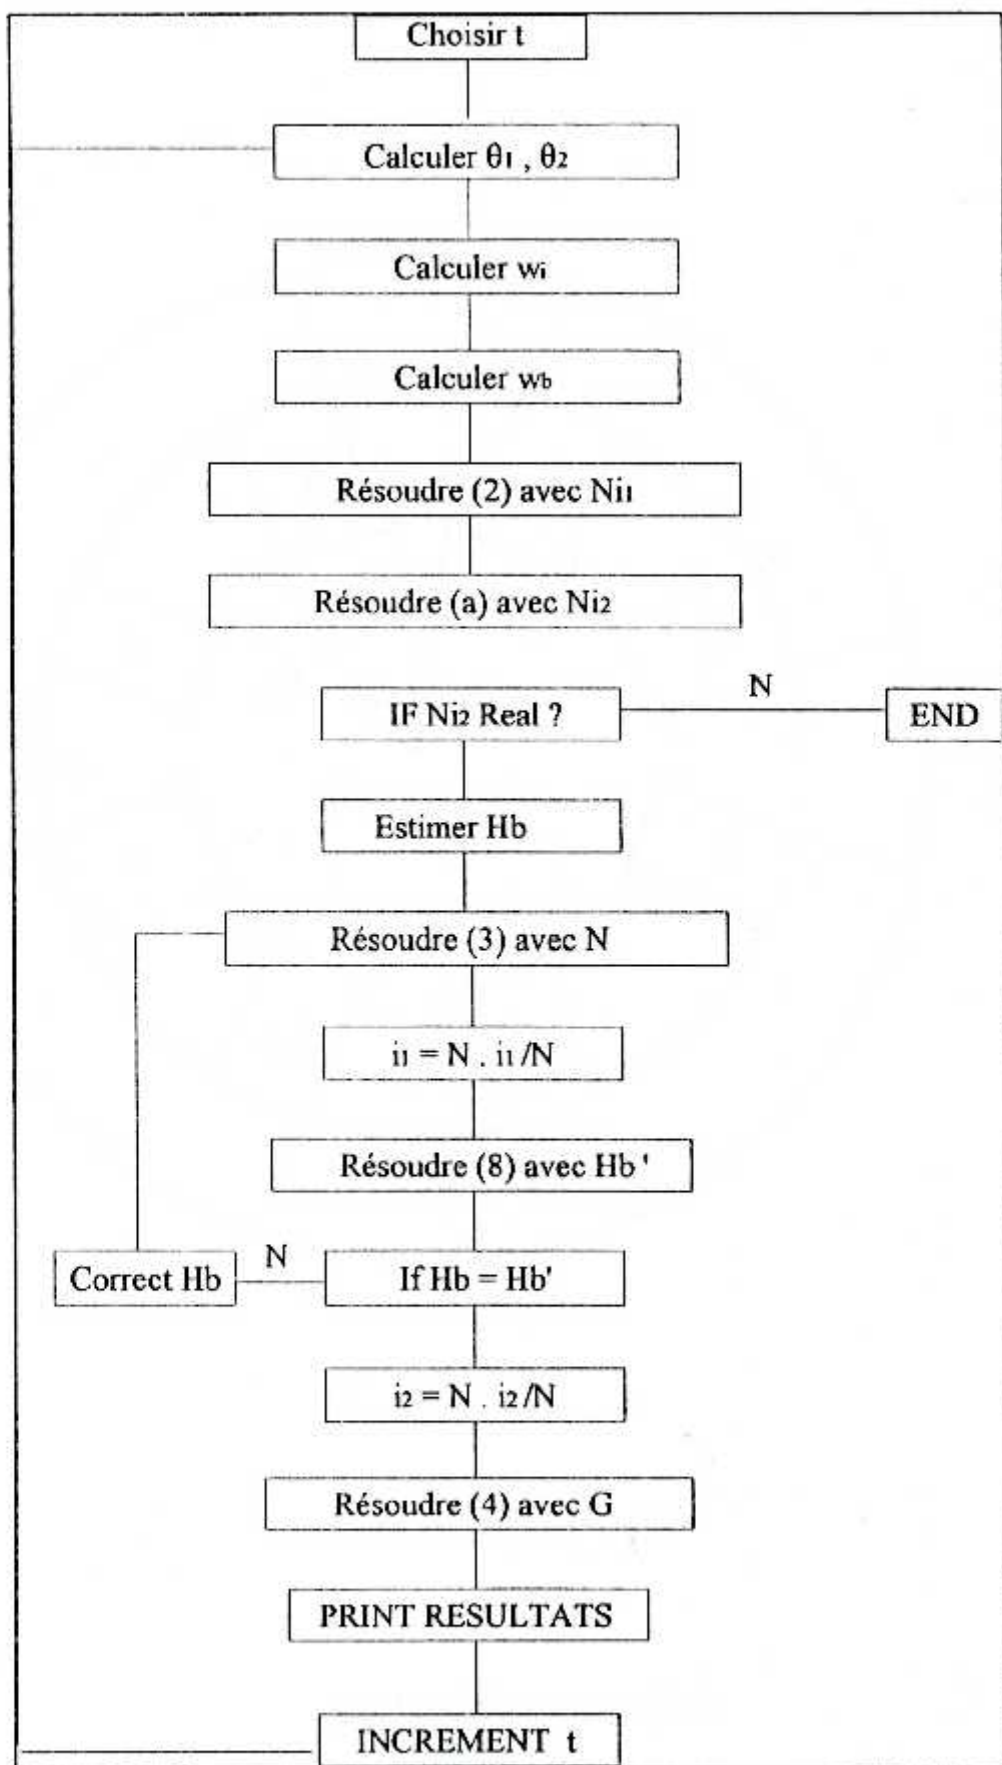 Choisir t
Calculer θ1 , θ2
Calculer wi
Calculer wb
Résoudre (2) avec Ni1
Résoudre (a) avec Ni2
IF Ni2 Real ?
N
END
Estimer Hb
Résoudre (3) avec N
i1 = N . i1 /N
Résoudre (8) avec Hb '
Correct Hb
N
If Hb = Hb'
i2 = N . i2 /N
Résoudre (4) avec G
PRINT RESULTATS
INCREMENT t